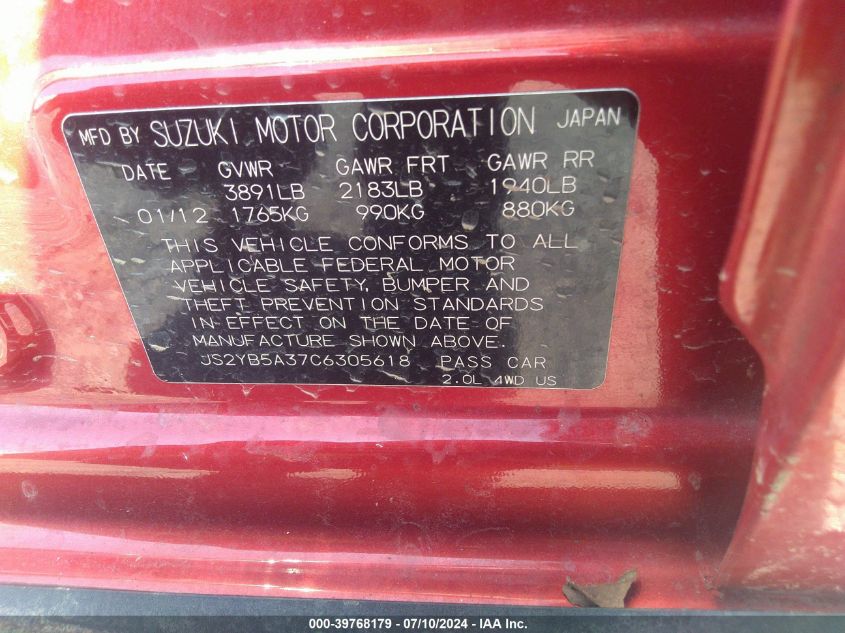 MFD BY SUZUKI MOTOR CORPORATION JAPAN
DATE GVWR GAWR FRT GAWR RR
3891LB 2183LB 1940LB
01/12 1765KG 990KG 880KG
THIS VEHICLE CONFORMS TO ALL
APPLICABLE FEDERAL MOTOR
VEHICLE SAFETY, BUMPER AND
THEFT PREVENTION STANDARDS
IN EFFECT ON THE DATE OF
MANUFACTURE SHOWN ABOVE.
JS2YB5A37C6305618 PASS CAR
2.0L 4WD US
000-39768179 - 07/10/2024 - IAA Inc.